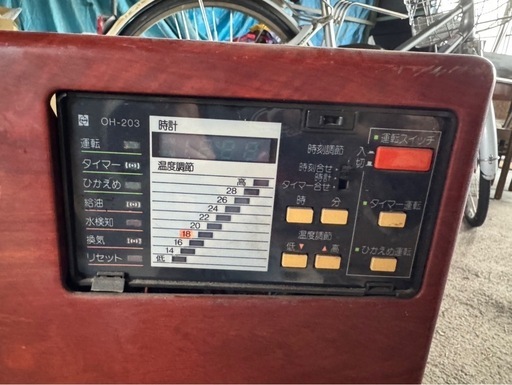 OH-203
運転
タイマー
ひかえめ
給油
水検知
換気
リセット
時計
温度調節
高
28
26
24
22
20
18
16
14
低
運転スイッチ
入
切
時刻調節
時刻合せ
時計
タイマー合せ
時 分
タイマー運転
温度調節
低▼ ▲高
ひかえめ運転